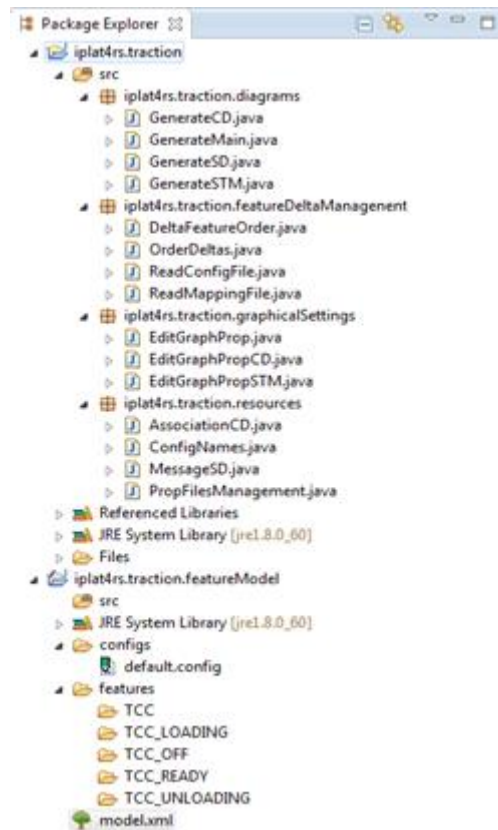 Package Explorer
iplat4rs.traction
src
iplat4rs.traction.diagrams
GenerateCD.java
GenerateMain.java
GenerateSD.java
GenerateSTM.java
iplat4rs.traction.featureDeltaManagenent
DeltaFeatureOrder.java
OrderDeltas.java
ReadConfigFile.java
ReadMappingFile.java
iplat4rs.traction.graphicalSettings
EditGraphProp.java
EditGraphPropCD.java
EditGraphPropSTM.java
iplat4rs.traction.resources
AssociationCD.java
ConfigNames.java
MessageSD.java
PropFilesManagement.java
Referenced Libraries
JRE System Library [jre1.8.0_60]
Files
iplat4rs.traction.featureModel
src
JRE System Library [jre1.8.0_60]
configs
default.config
features
TCC
TCC_LOADING
TCC_OFF
TCC_READY
TCC_UNLOADING
model.xml